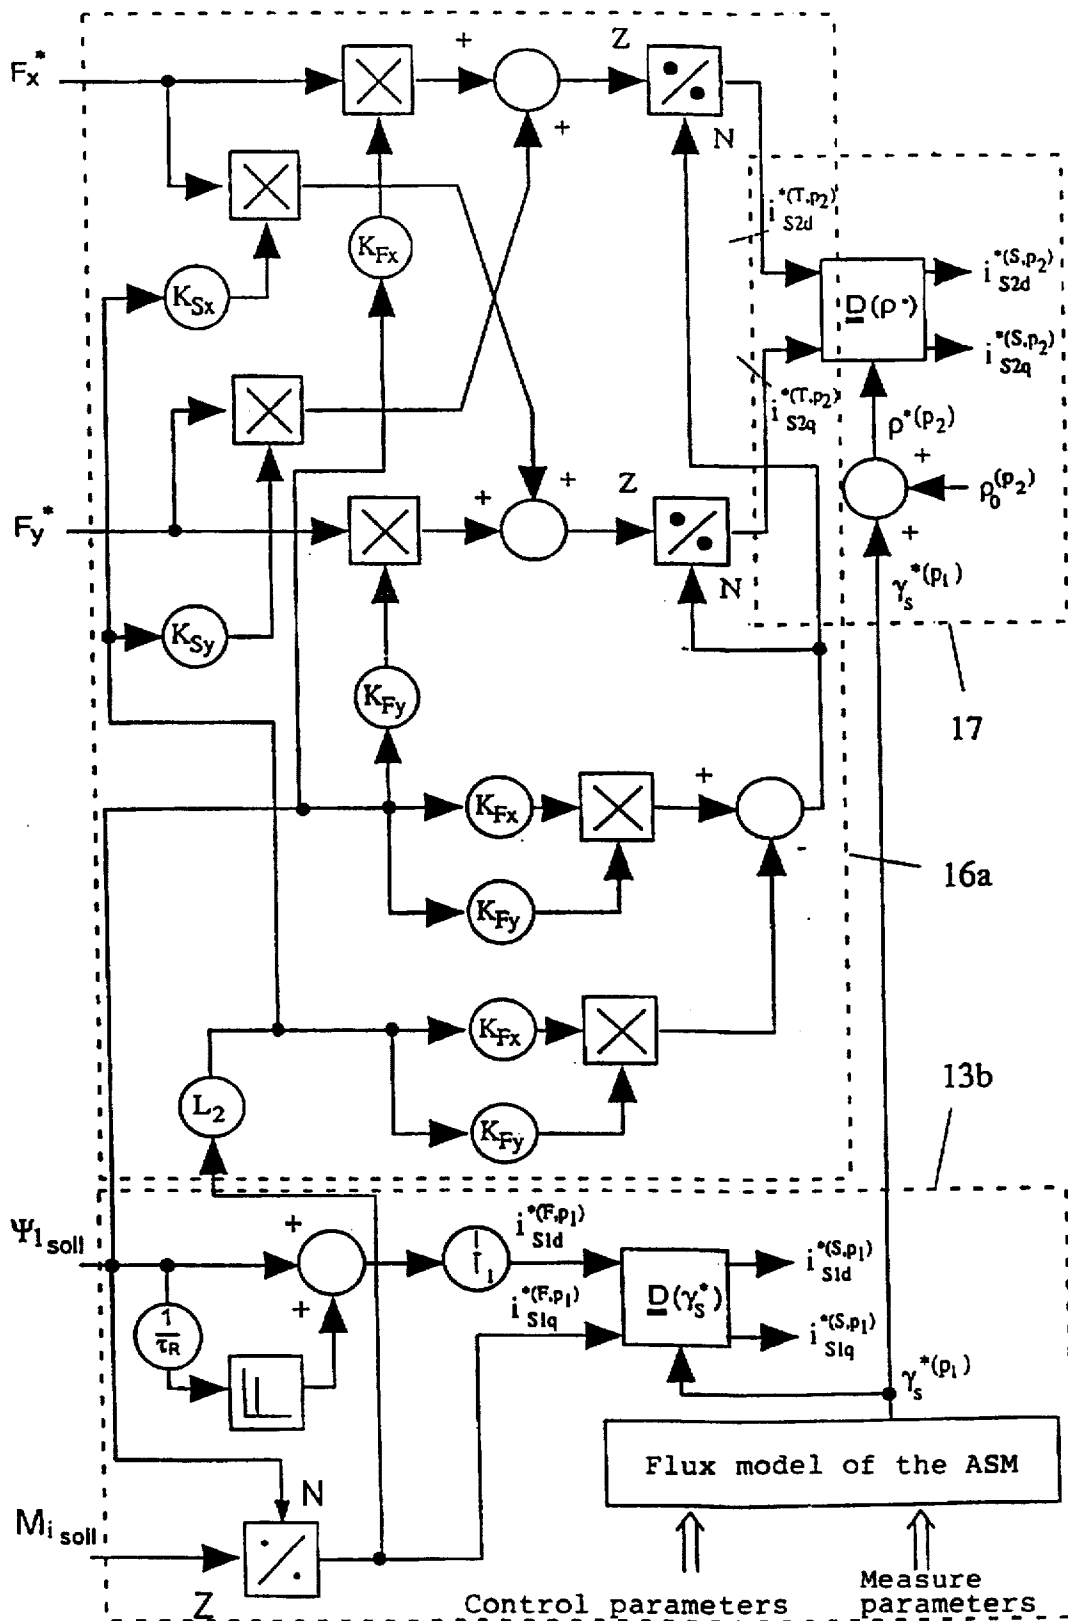 Fx*
+
Z
+
N
i*(T,p2)S2d
KFx
KSx
D(ρ*)
i*(S,p2)S2d
i*(S,p2)S2q
i*(T,p2)S2q
ρ*(p2)
+
ρ0(p2)
+
Fy*
+
+
Z
N
γs*(p1)
KSy
KFy
17
KFx
+
-
16a
KFy
KFx
13b
L2
KFy
Ψ1soll
+
+
i*(F,p1)S1d
i*(F,p1)S1q
D(γs*)
i*(S,p1)S1d
i*(S,p1)S1q
1/τR
γs*(p1)
Flux model of the ASM
N
Mi soll
Z
Control parameters
Measure
parameters